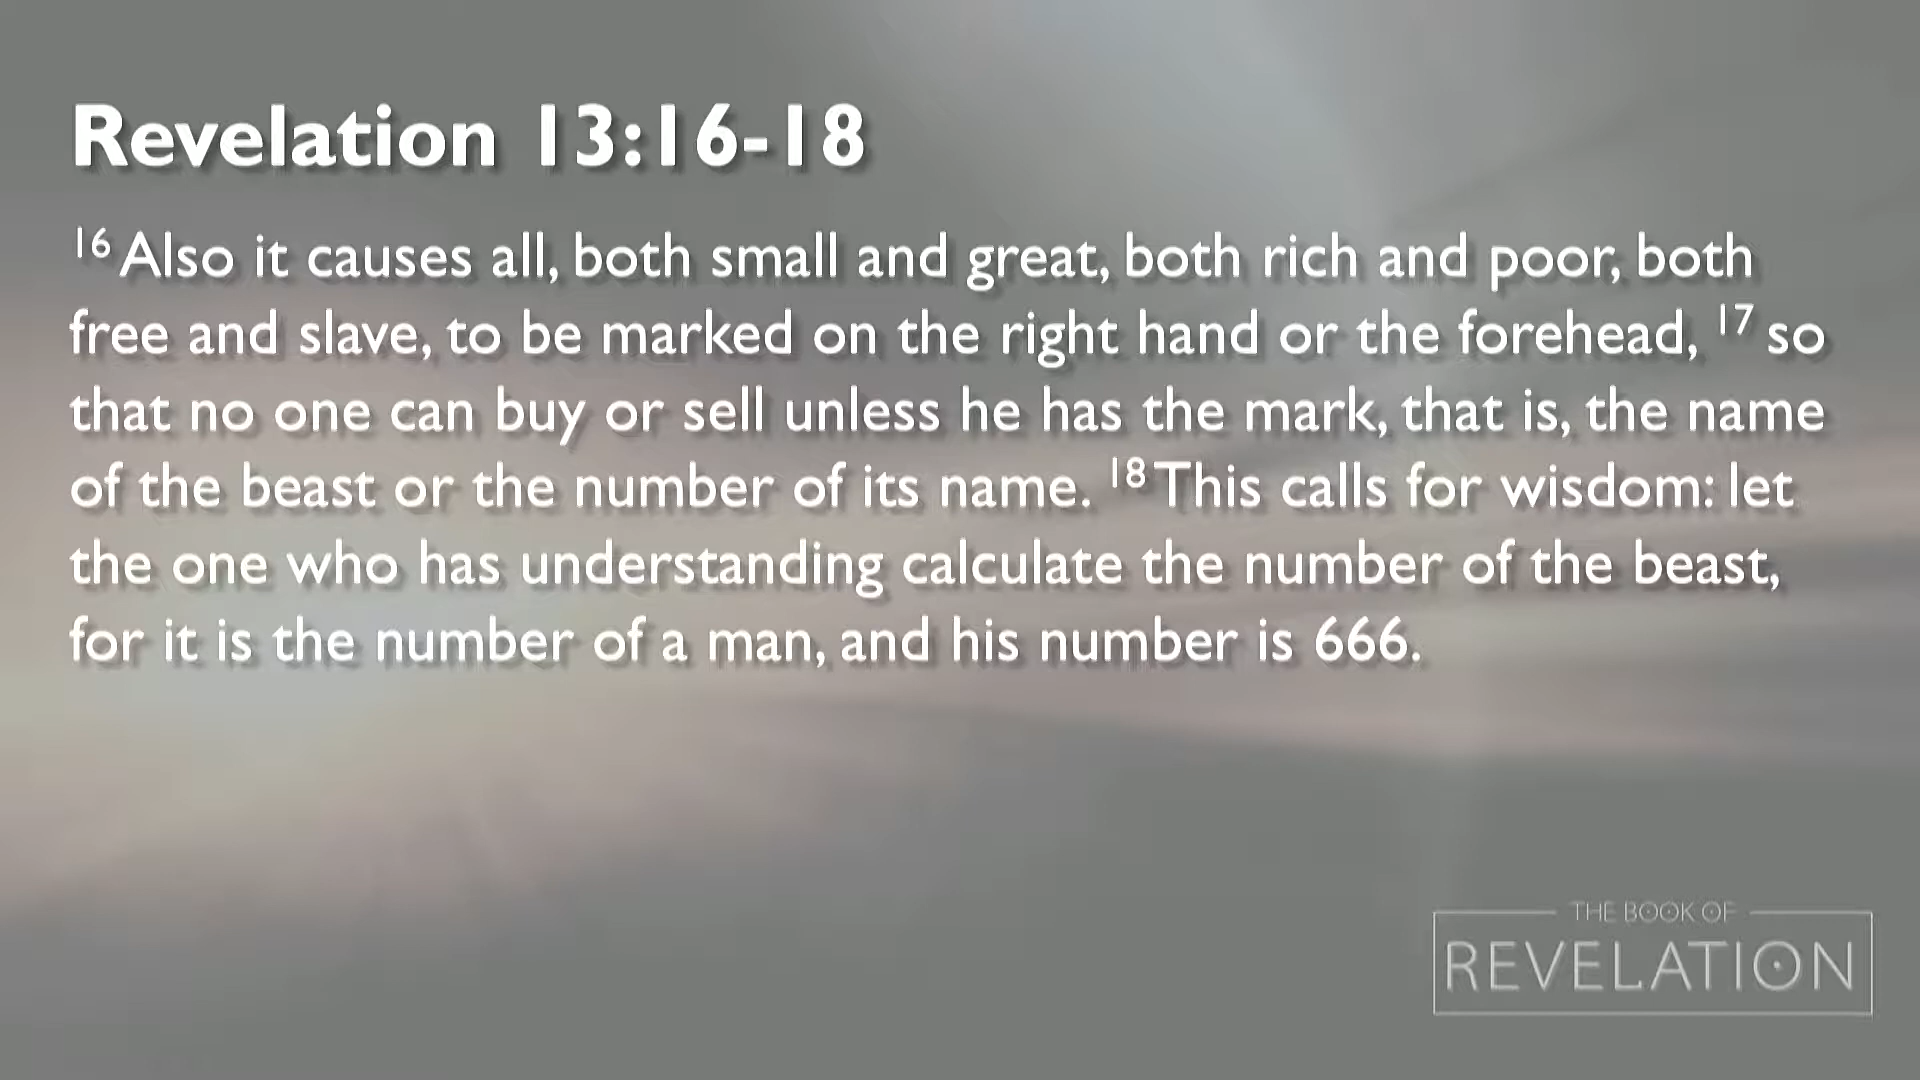 Revelation 13:16-18
16 Also it causes all, both small and great, both rich and poor, both
free and slave, to be marked on the right hand or the forehead, 17 so
that no one can buy or sell unless he has the mark, that is, the name
of the beast or the number of its name. 18 This calls for wisdom: let
the one who has understanding calculate the number of the beast,
for it is the number of a man, and his number is 666.
THE BOOK OF
REVELATION